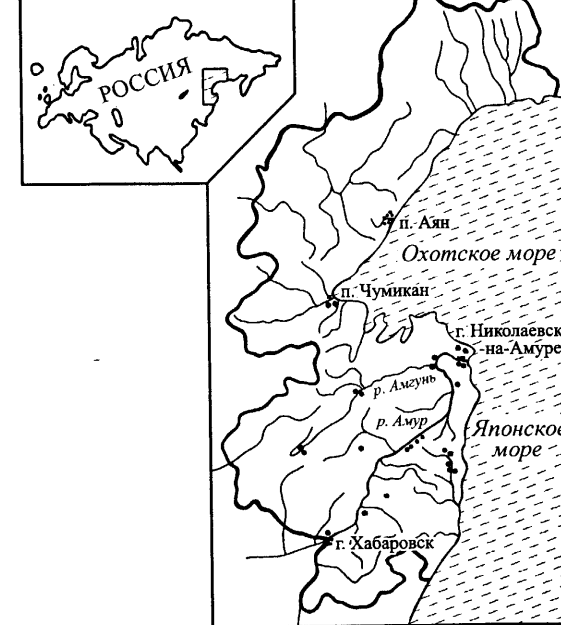 РОССИЯ
п. Аян
Охотское море
п. Чумикан
г. Николаевск
-на-Амуре
р. Амгунь
р. Амур
Японское
море
г. Хабаровск